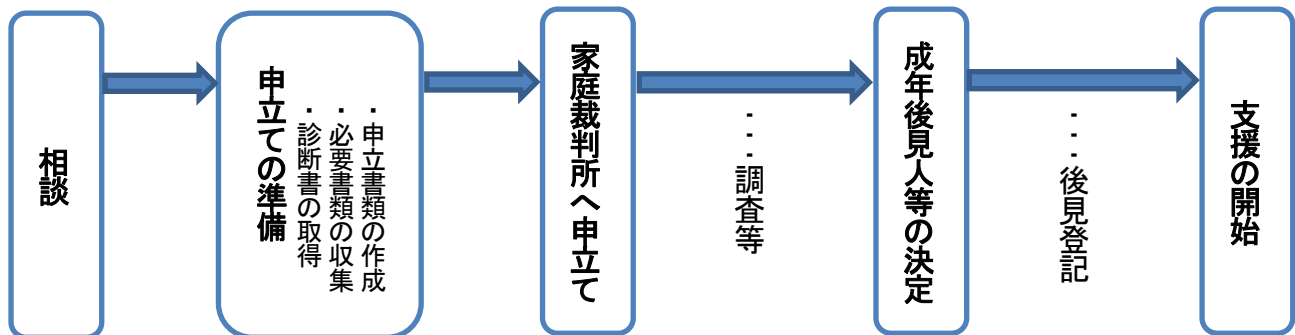 相談
申立ての準備
・診断書の取得
・必要書類の収集
・申立書類の作成
家庭裁判所へ申立て
・・・調査等
成年後見人等の決定
・・・後見登記
支援の開始